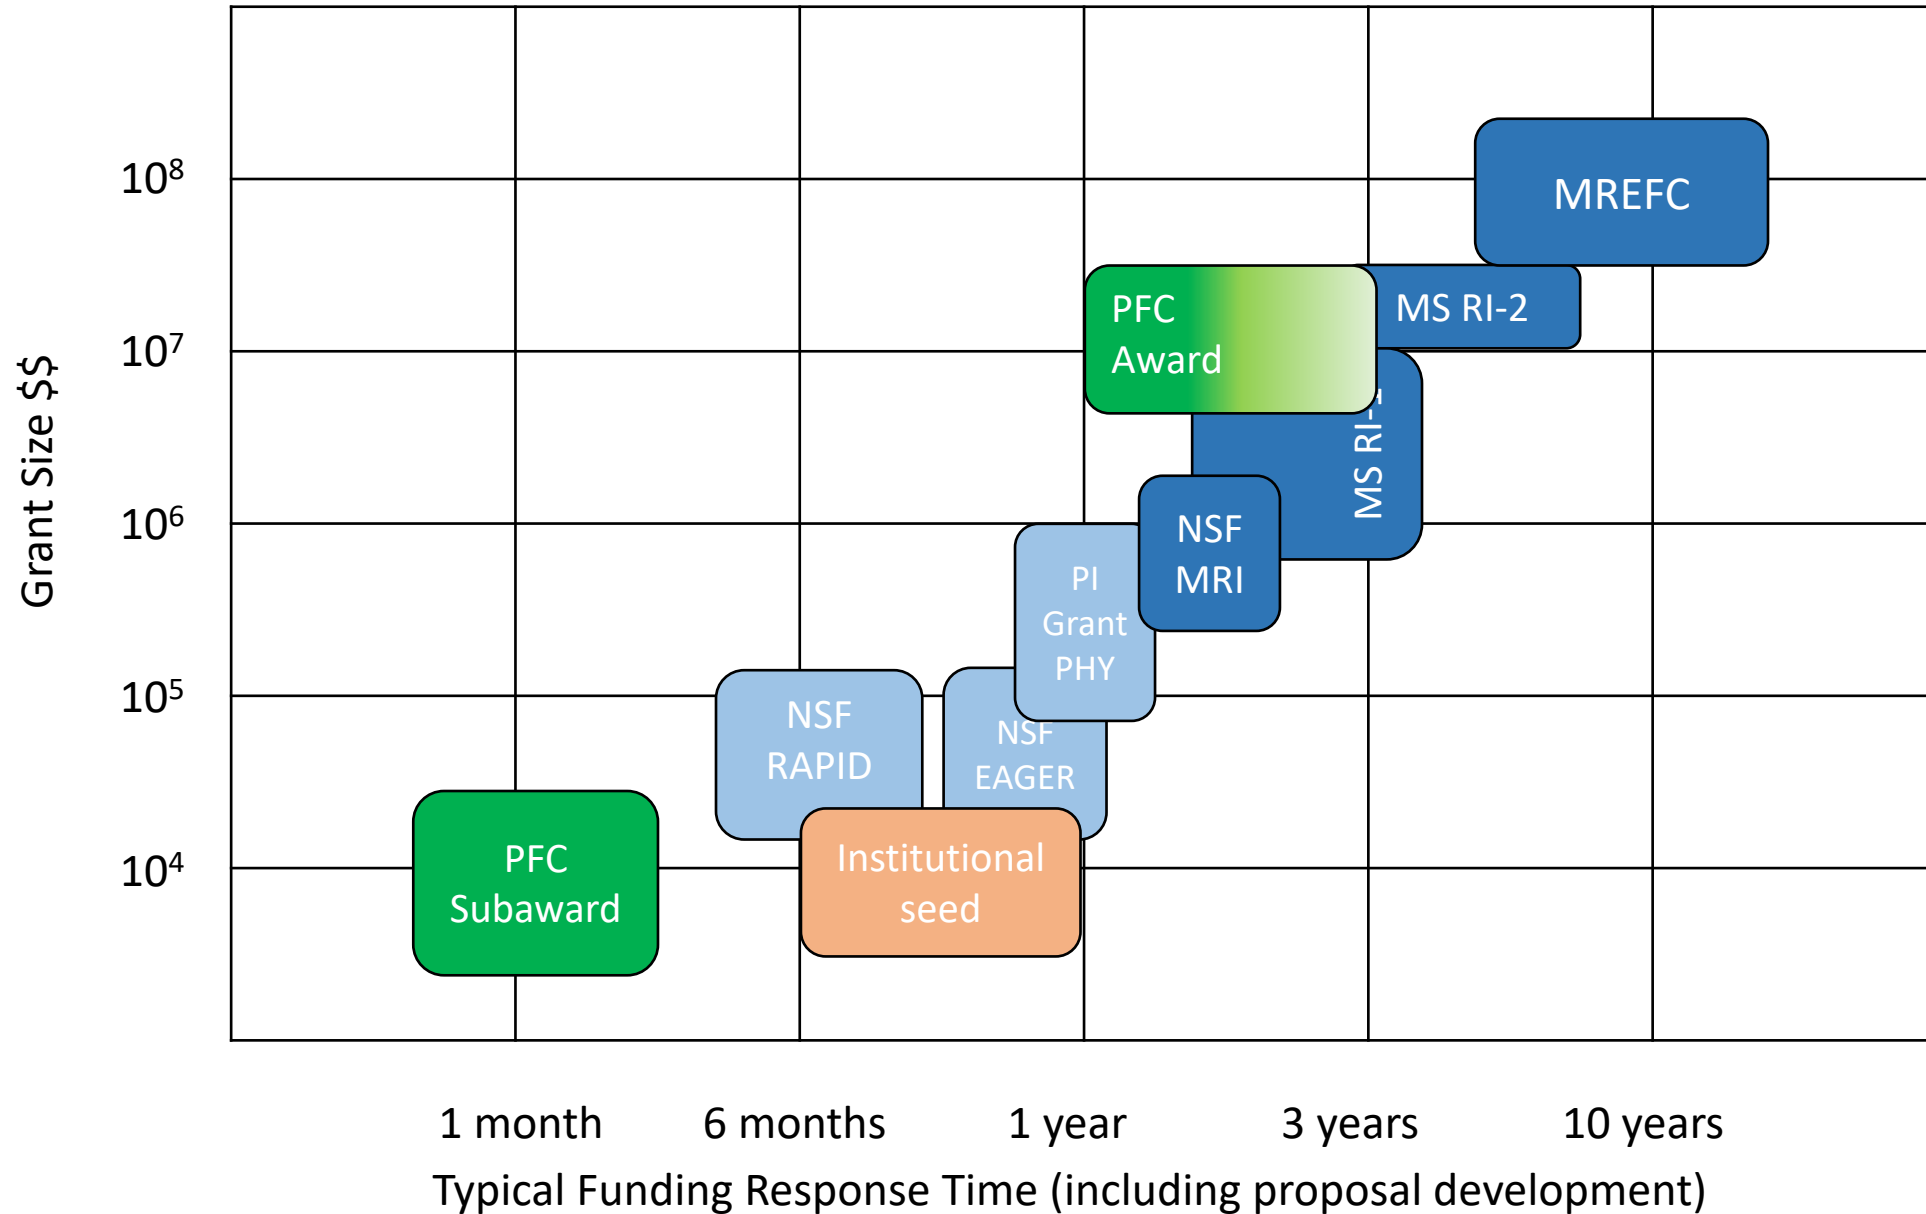 Grant Size $$
10⁸
10⁷
10⁶
10⁵
10⁴
MREFC
PFC
Award
MS RI-2
MS RI-
NSF
MRI
PI
Grant
PHY
NSF
RAPID
NSF
EAGER
PFC
Subaward
Institutional
seed
1 month
6 months
1 year
3 years
10 years
Typical Funding Response Time (including proposal development)